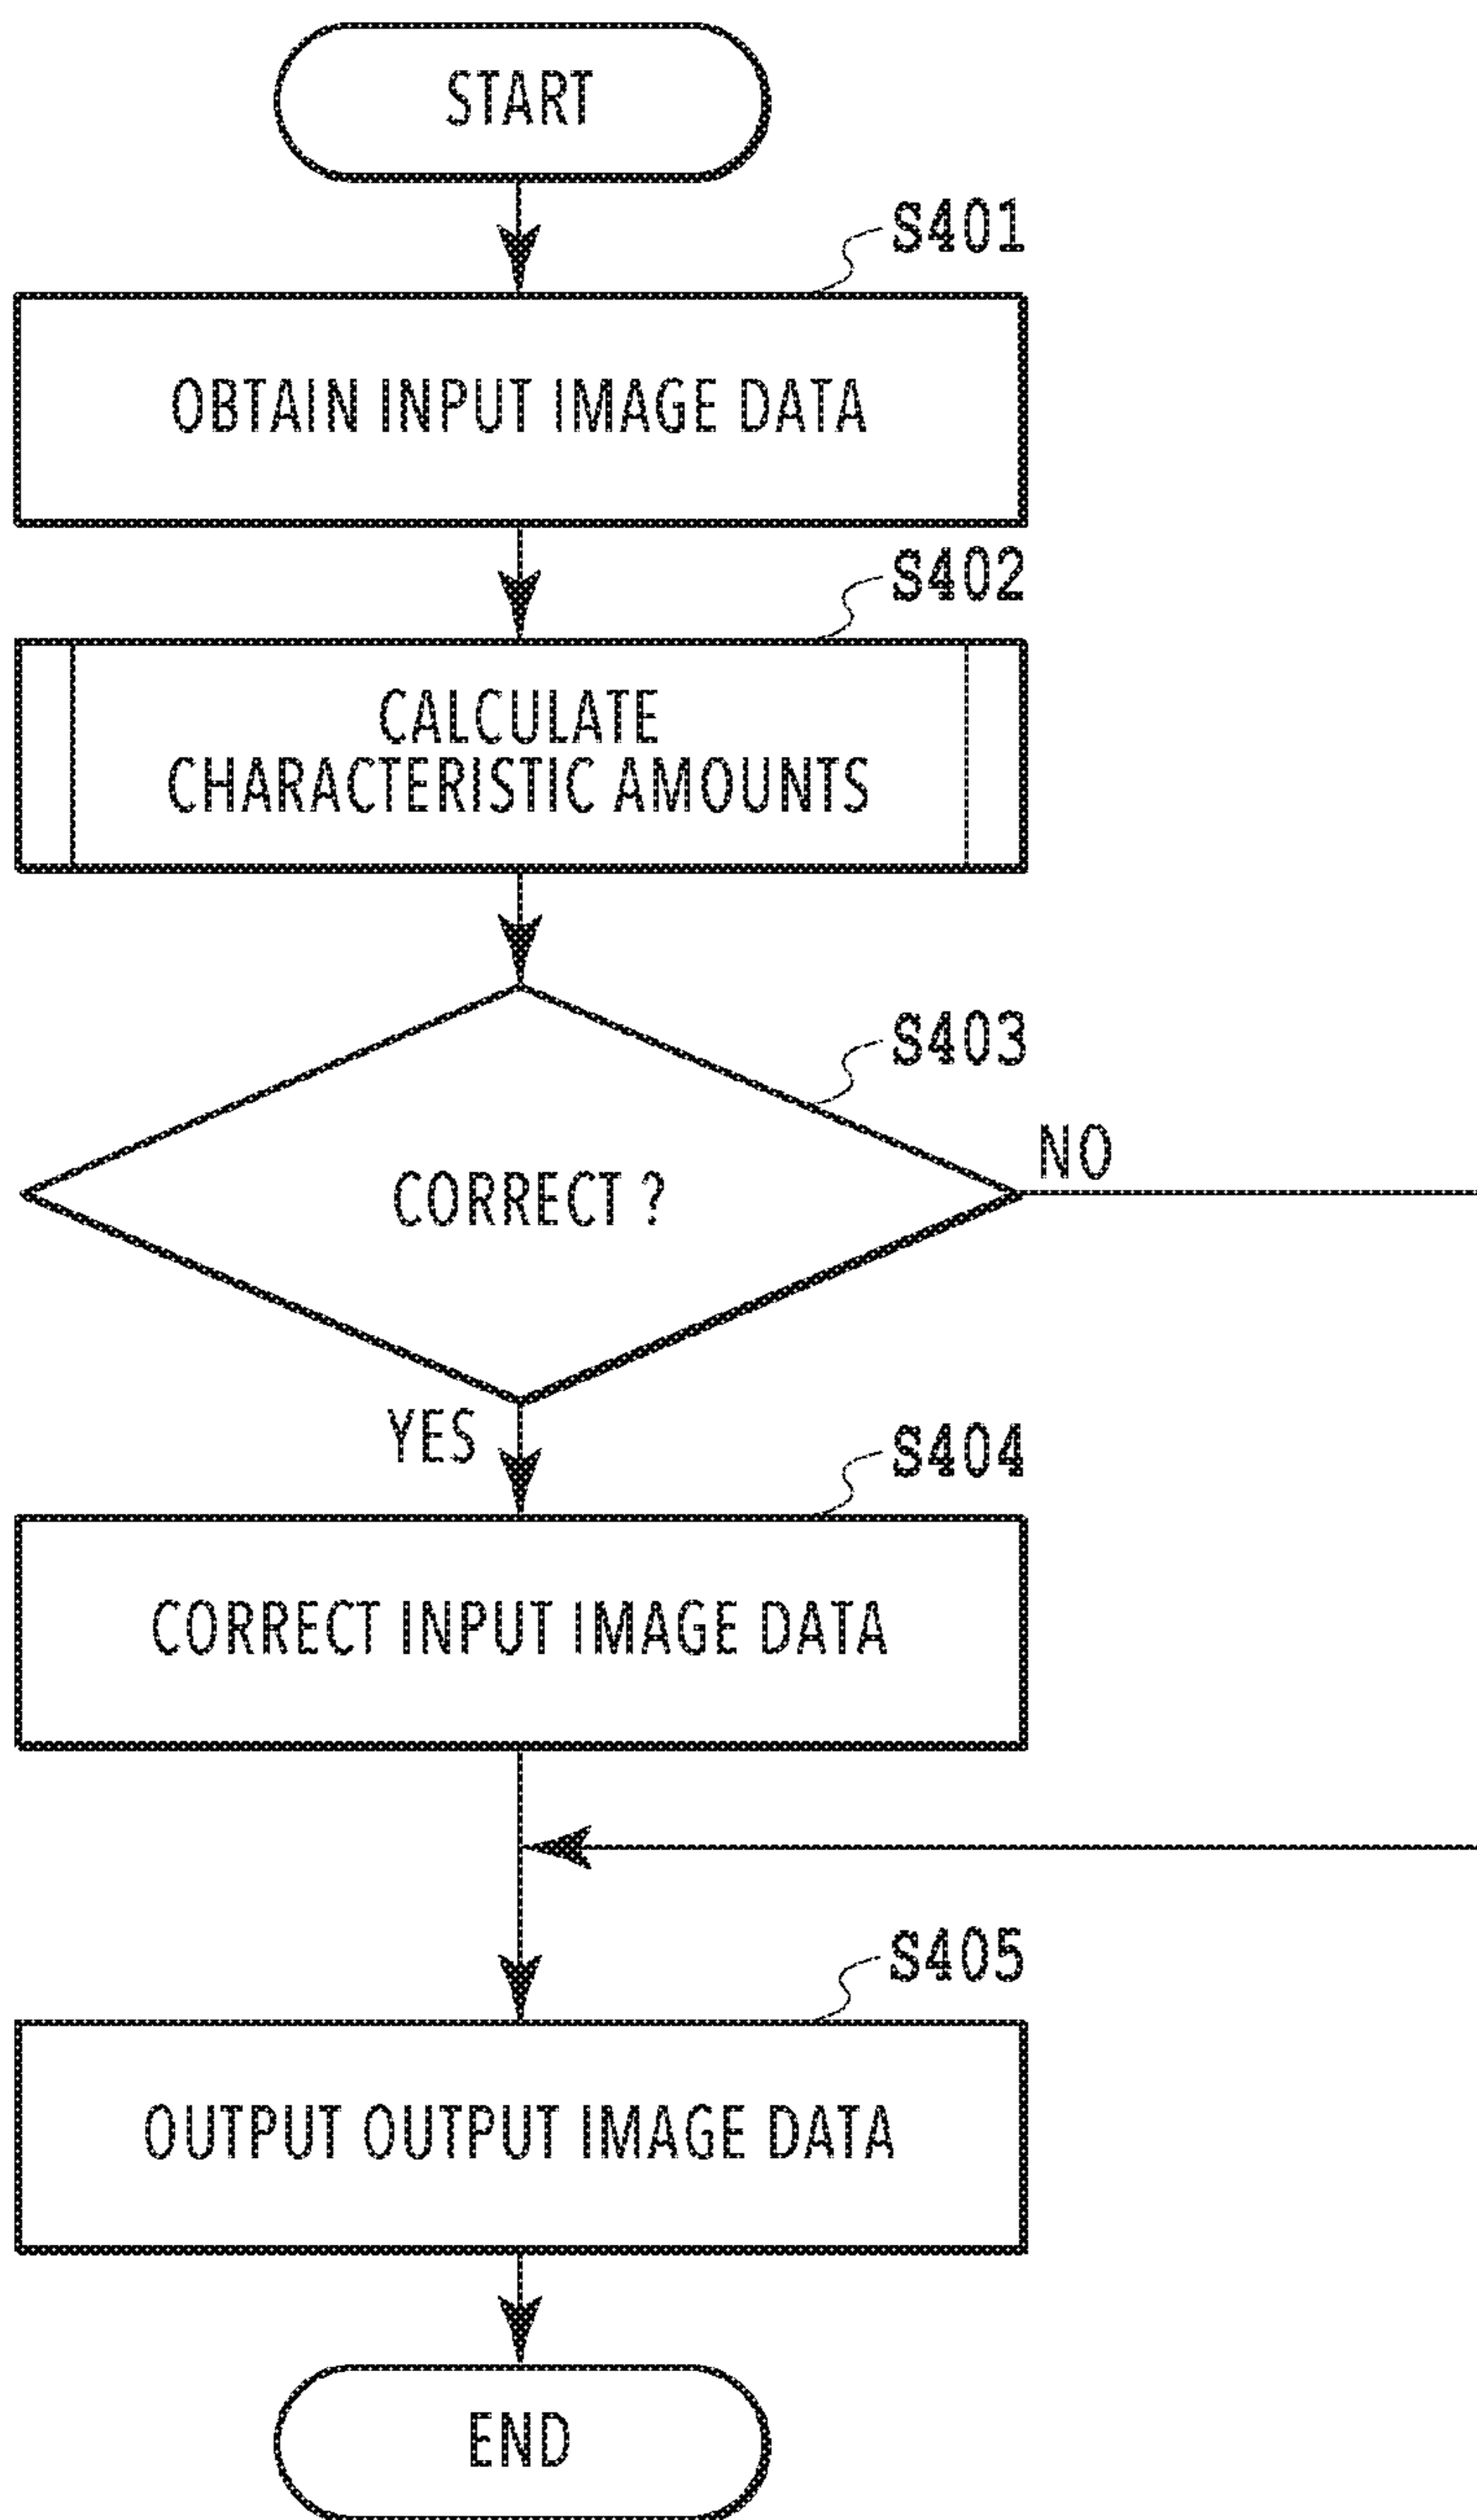 START
S401
OBTAIN INPUT IMAGE DATA
S402
CALCULATE
CHARACTERISTIC AMOUNTS
S403
NO
CORRECT ?
YES
S404
CORRECT INPUT IMAGE DATA
S405
OUTPUT OUTPUT IMAGE DATA
END